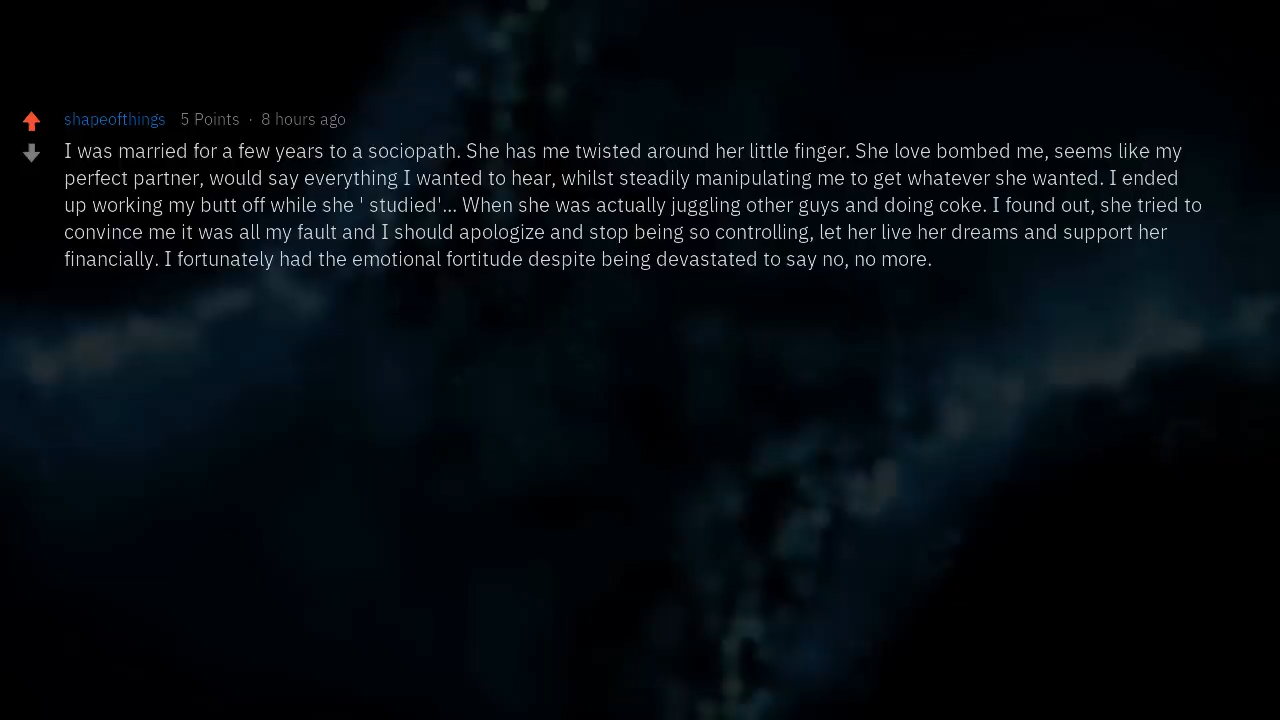 shapeofthings 5 Points · 8 hours ago
I was married for a few years to a sociopath. She has me twisted around her little finger. She love bombed me, seems like my
perfect partner, would say everything I wanted to hear, whilst steadily manipulating me to get whatever she wanted. I ended
up working my butt off while she ' studied'... When she was actually juggling other guys and doing coke. I found out, she tried to
convince me it was all my fault and I should apologize and stop being so controlling, let her live her dreams and support her
financially. I fortunately had the emotional fortitude despite being devastated to say no, no more.